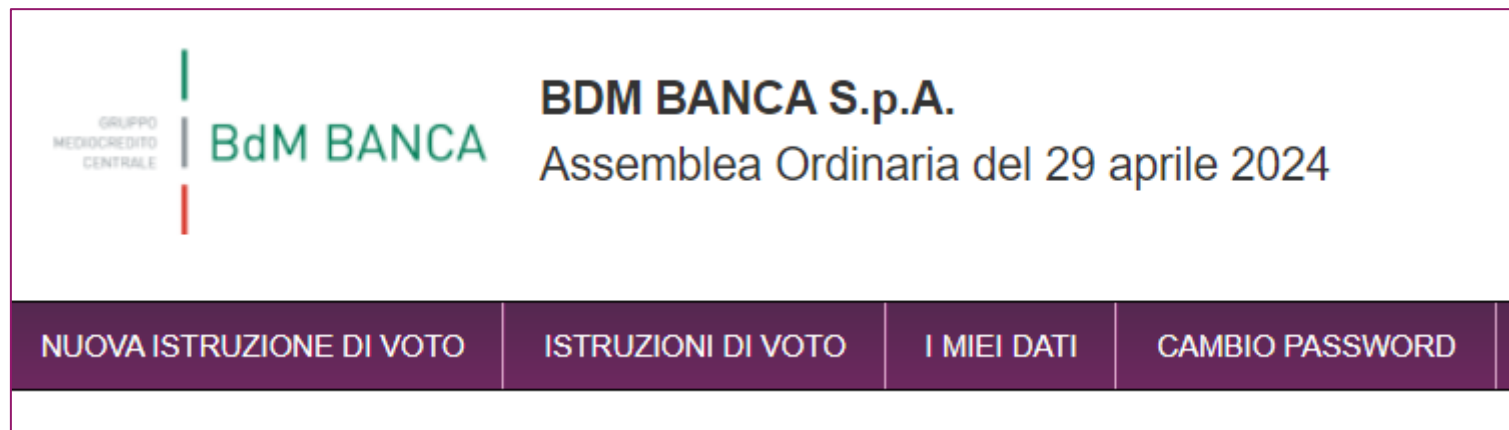 GRUPPO
MEDIOCREDITO
CENTRALE
BdM BANCA
BDM BANCA S.p.A.
Assemblea Ordinaria del 29 aprile 2024
NUOVA ISTRUZIONE DI VOTO
ISTRUZIONI DI VOTO
I MIEI DATI
CAMBIO PASSWORD